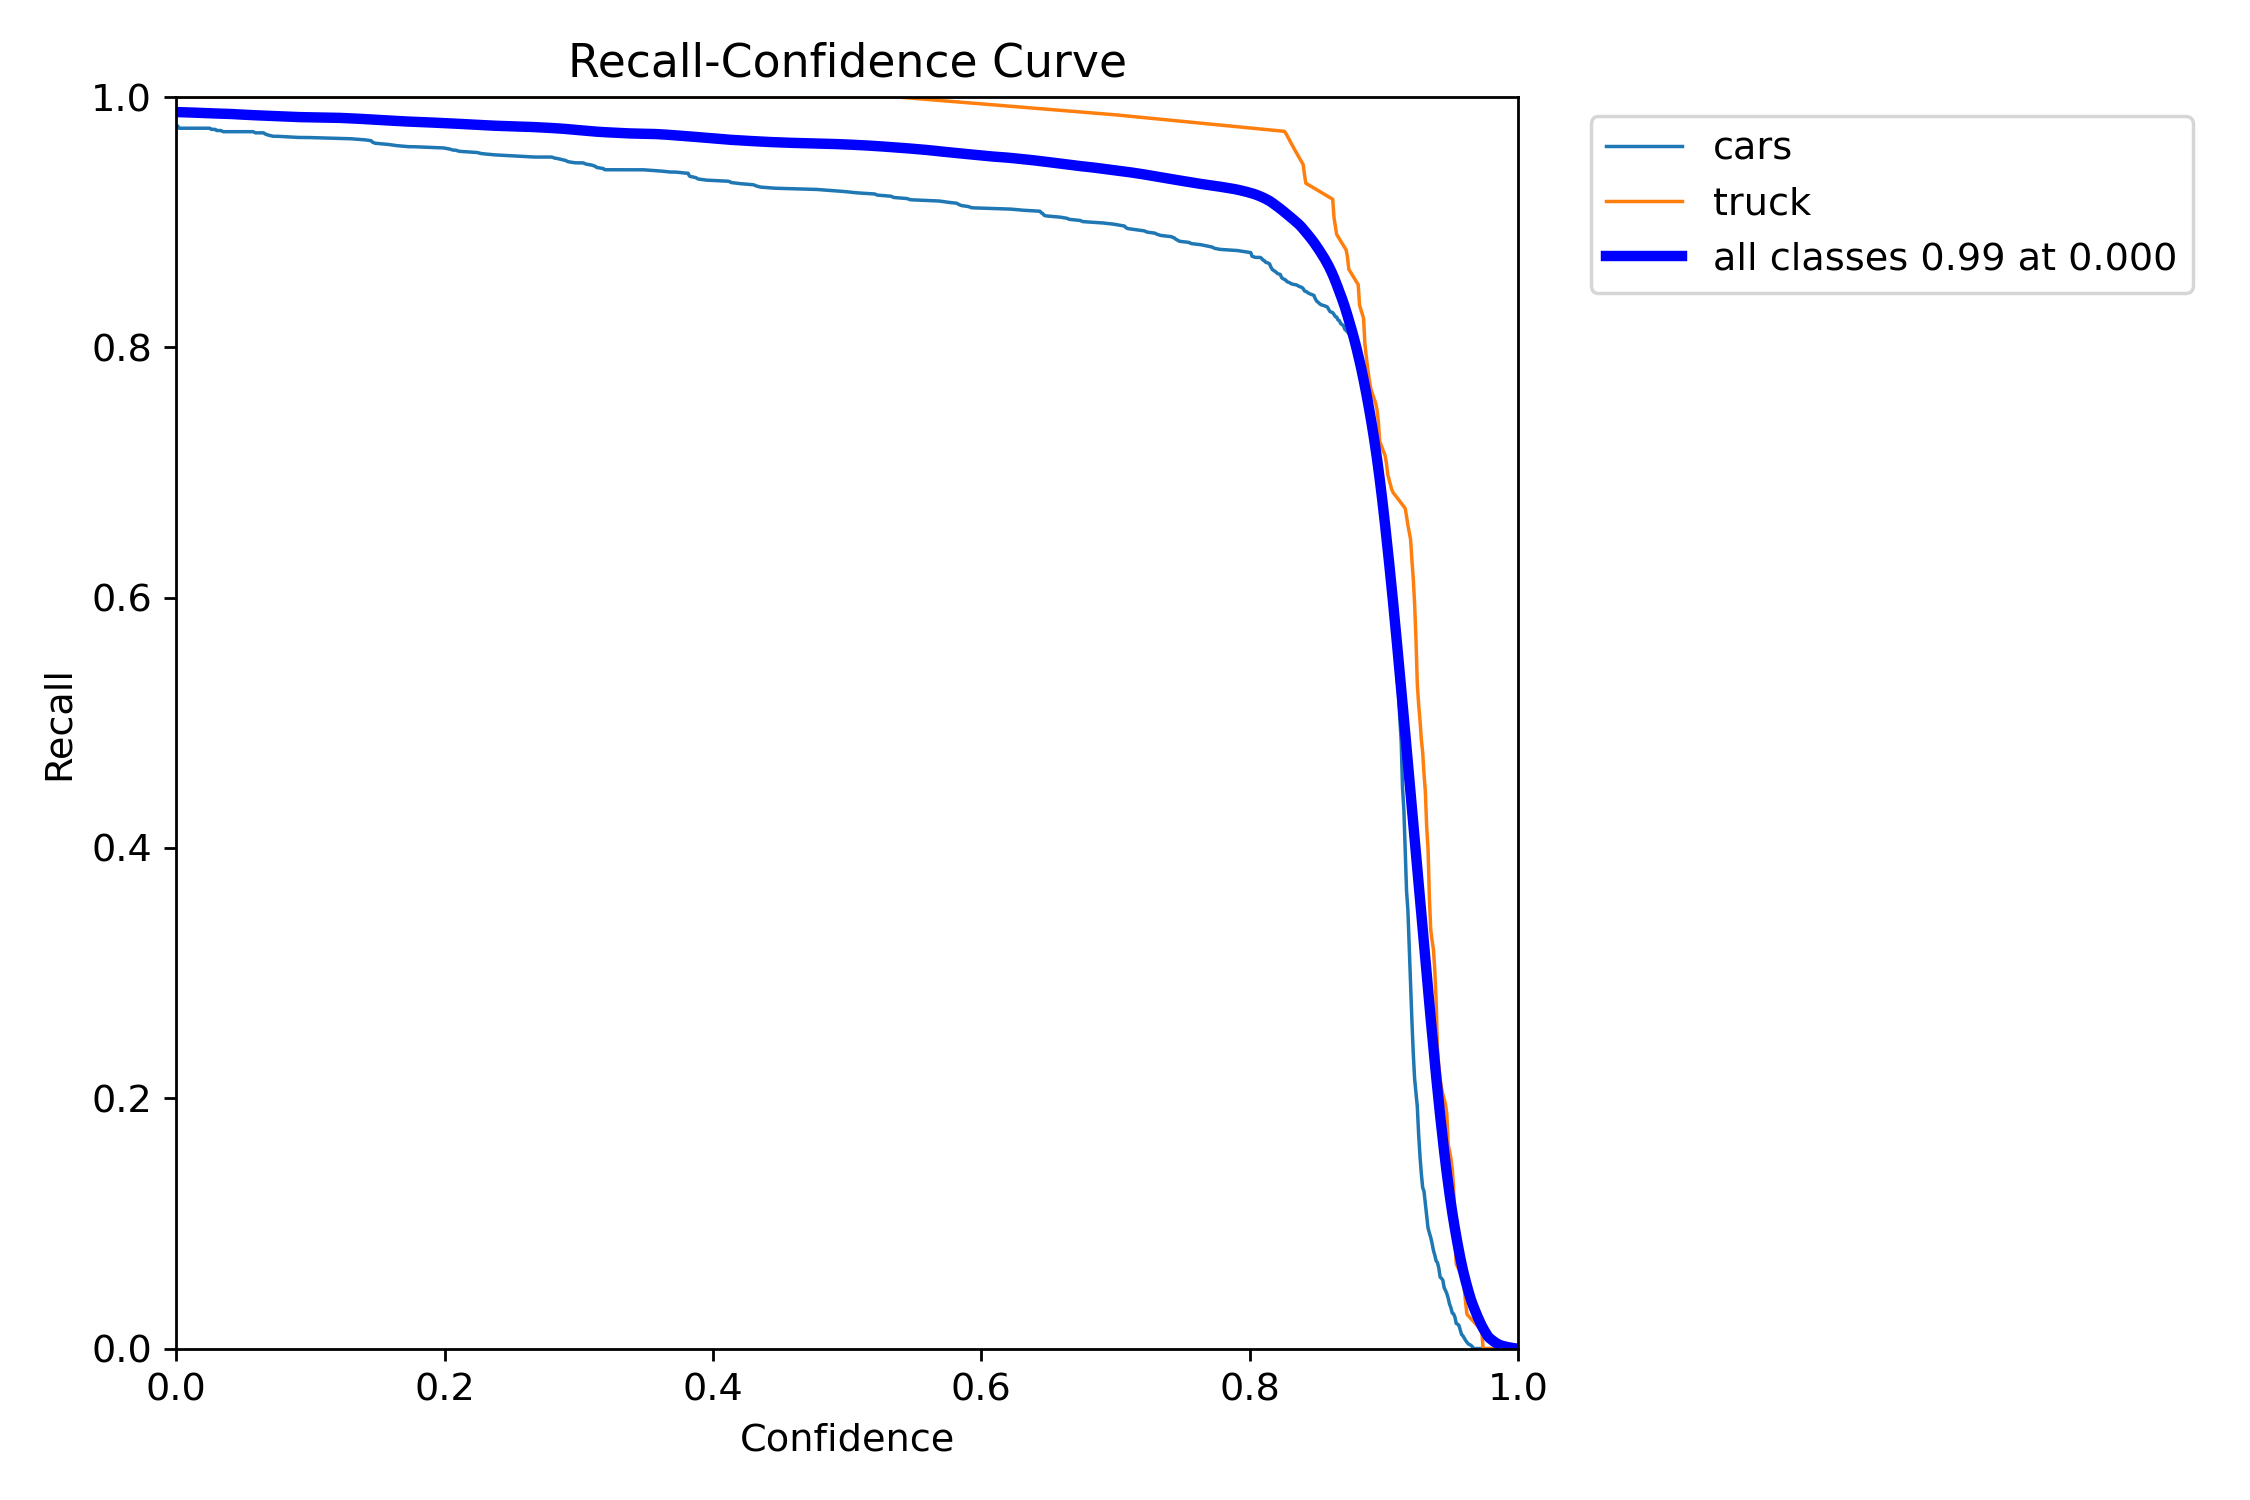 Recall-Confidence Curve
1.0
0.8
0.6
0.4
0.2
0.0
Recall
0.0 0.2 0.4 0.6 0.8 1.0
Confidence
cars
truck
all classes 0.99 at 0.000